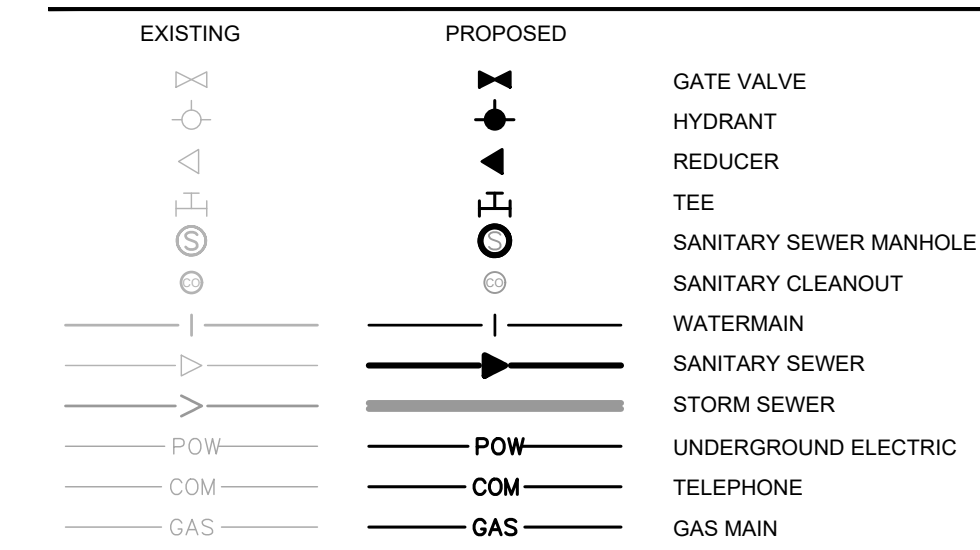 EXISTING PROPOSED
GATE VALVE
HYDRANT
REDUCER
TEE
S S SANITARY SEWER MANHOLE
CO CO SANITARY CLEANOUT
WATERMAIN
SANITARY SEWER
STORM SEWER
POW POW UNDERGROUND ELECTRIC
COM COM TELEPHONE
GAS GAS GAS MAIN